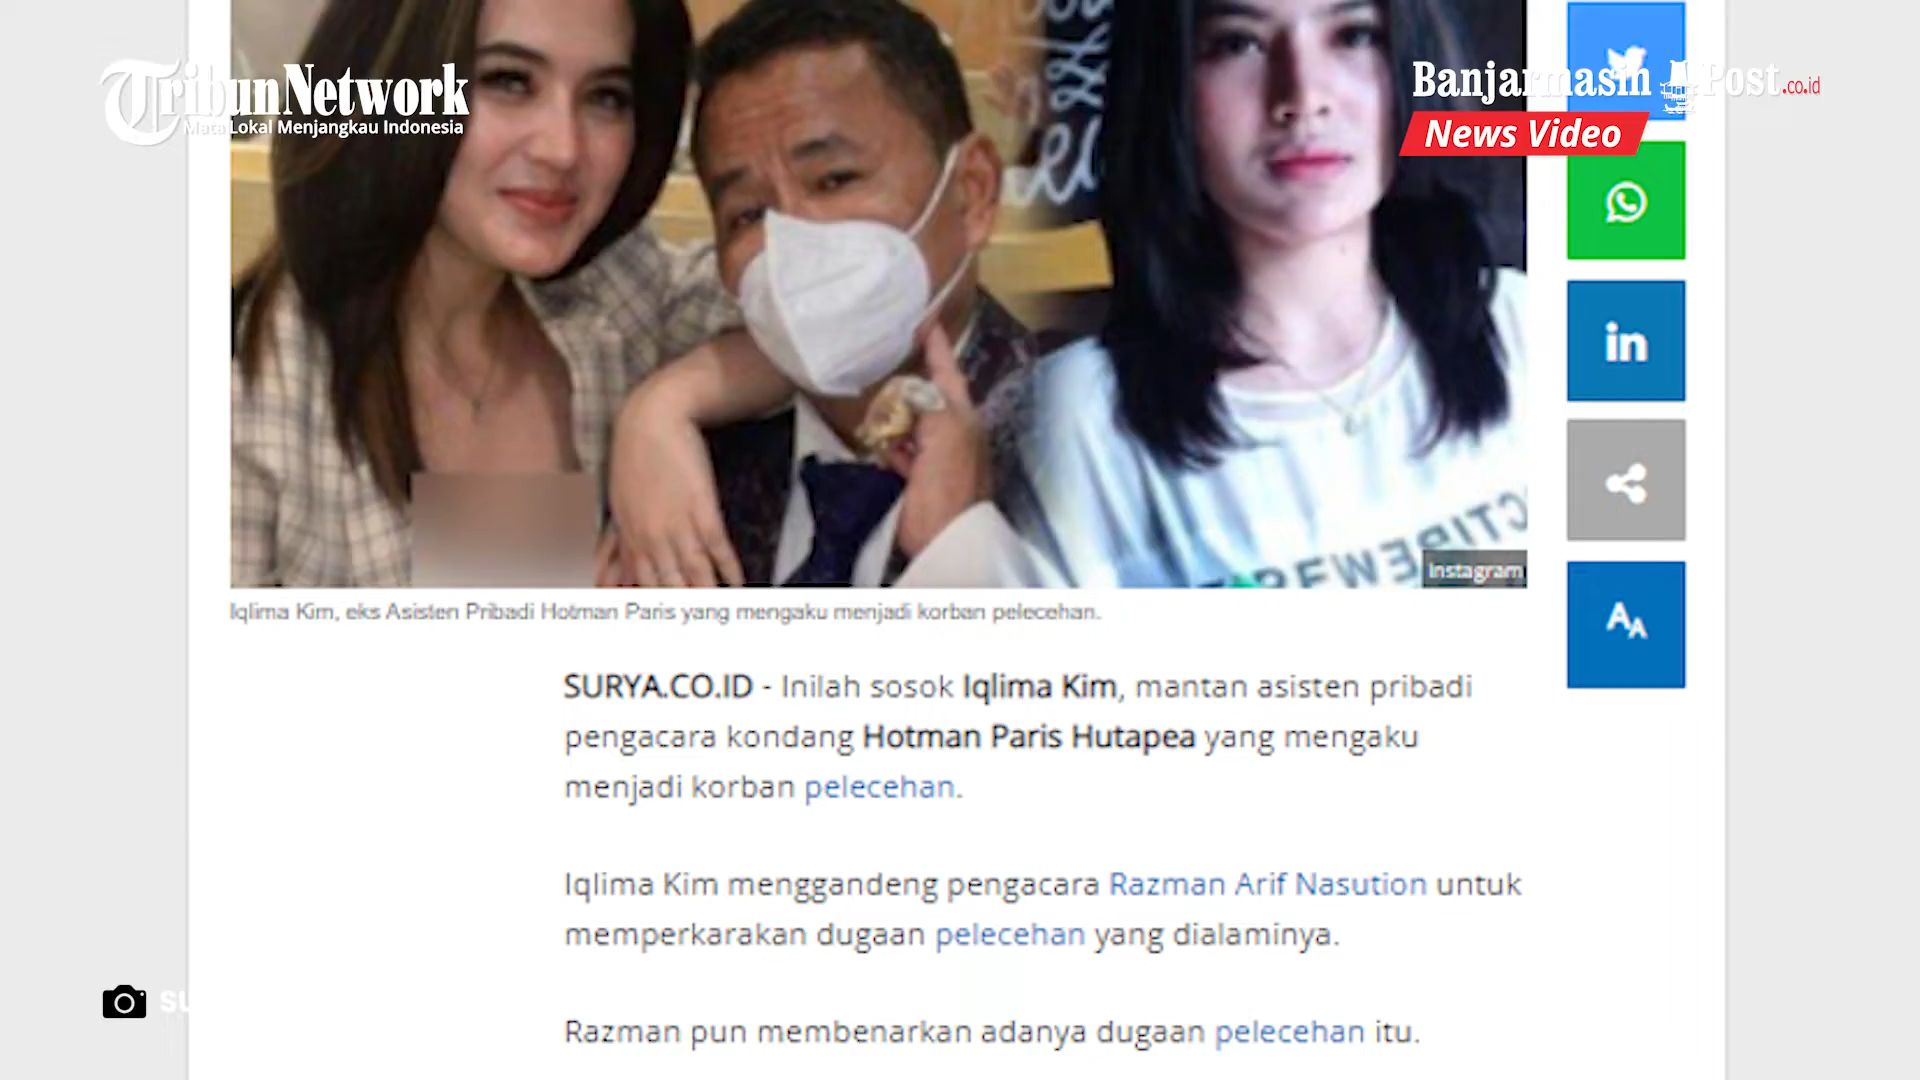 TribunNetwork
Mata Lokal Menjangkau Indonesia
Banjarmasin Post.co.id
News Video
in
Instagram
Iqlima Kim, eks Asisten Pribadi Hotman Paris yang mengaku menjadi korban pelecehan.
AA
SURYA.CO.ID - Inilah sosok Iqlima Kim, mantan asisten pribadi
pengacara kondang Hotman Paris Hutapea yang mengaku
menjadi korban pelecehan.
Iqlima Kim menggandeng pengacara Razman Arif Nasution untuk
memperkarakan dugaan pelecehan yang dialaminya.
Razman pun membenarkan adanya dugaan pelecehan itu.